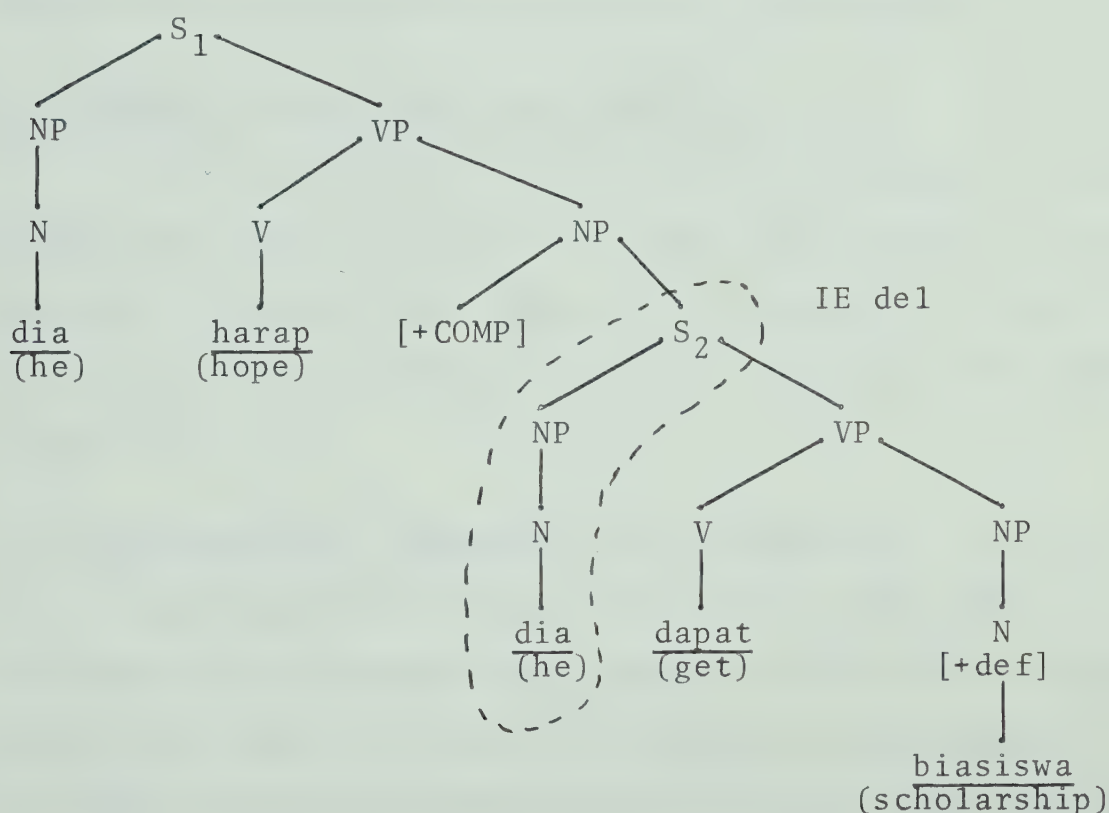 S1
NP VP
N V NP
dia harap [+COMP] S2 IE del
(he) (hope)
NP VP
N V NP
dia dapat N
(he) (get) [+def]
biasiswa
(scholarship)